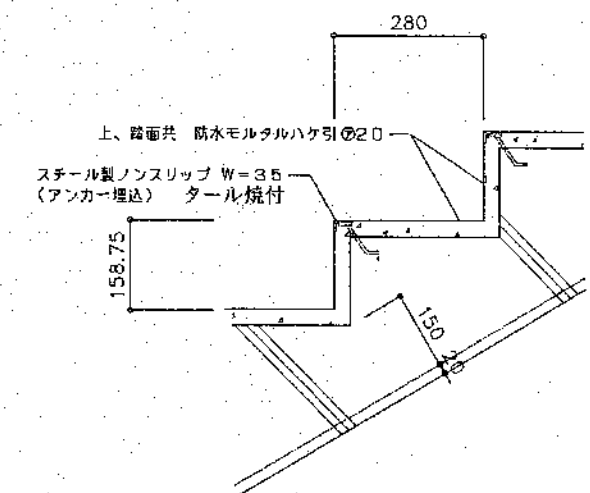 280
上、踏面共 防水モルタルハケ引㋐20
スチール製ノンスリップ W=35
(アンカー埋込) タール焼付
158.75
150
20